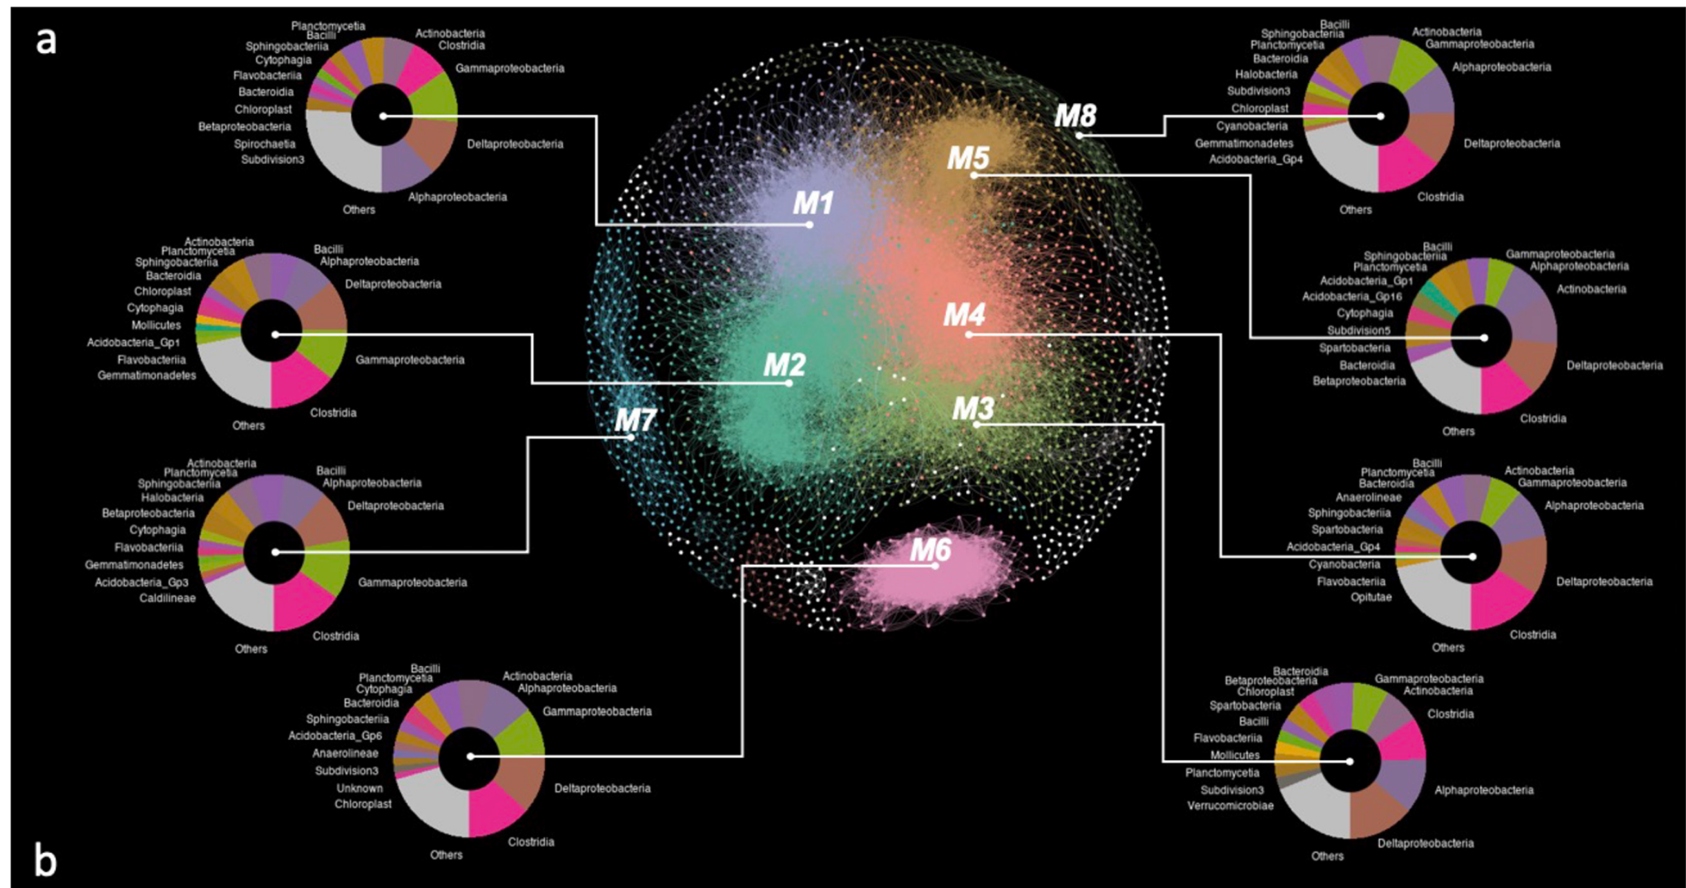 a
Planctomycetia
Bacilli
Sphingobacteriia
Cytophagia
Flavobacteriia
Bacteroidia
Chloroplast
Betaproteobacteria
Spirochaetia
Subdivision3
Others
Actinobacteria
Clostridia
Gammaproteobacteria
Deltaproteobacteria
Alphaproteobacteria
Actinobacteria
Planctomycetia
Sphingobacteriia
Bacteroidia
Chloroplast
Cytophagia
Mollicutes
Acidobacteria_Gp1
Flavobacteriia
Gemmatimonadetes
Others
Bacilli
Alphaproteobacteria
Deltaproteobacteria
Gammaproteobacteria
Clostridia
Actinobacteria
Planctomycetia
Sphingobacteriia
Halobacteria
Betaproteobacteria
Cytophagia
Flavobacteriia
Gemmatimonadetes
Acidobacteria_Gp3
Caldilineae
Others
Bacilli
Alphaproteobacteria
Deltaproteobacteria
Gammaproteobacteria
Clostridia
Bacilli
Planctomycetia
Cytophagia
Bacteroidia
Sphingobacteriia
Acidobacteria_Gp6
Anaerolineae
Subdivision3
Unknown
Chloroplast
Others
Actinobacteria
Alphaproteobacteria
Gammaproteobacteria
Deltaproteobacteria
Clostridia
M8
M5
M1
M4
M2
M3
M7
M6
Bacilli
Sphingobacteriia
Planctomycetia
Bacteroidia
Halobacteria
Subdivision3
Chloroplast
Cyanobacteria
Gemmatimonadetes
Acidobacteria_Gp4
Others
Actinobacteria
Gammaproteobacteria
Alphaproteobacteria
Deltaproteobacteria
Clostridia
Bacilli
Sphingobacteriia
Planctomycetia
Acidobacteria_Gp1
Acidobacteria_Gp16
Cytophagia
Subdivision5
Spartobacteria
Bacteroidia
Betaproteobacteria
Others
Gammaproteobacteria
Alphaproteobacteria
Actinobacteria
Deltaproteobacteria
Clostridia
Bacilli
Planctomycetia
Bacteroidia
Anaerolineae
Sphingobacteriia
Spartobacteria
Acidobacteria_Gp4
Cyanobacteria
Flavobacteriia
Opitutae
Others
Actinobacteria
Gammaproteobacteria
Alphaproteobacteria
Deltaproteobacteria
Clostridia
Bacteroidia
Betaproteobacteria
Chloroplast
Spartobacteria
Bacilli
Flavobacteriia
Mollicutes
Planctomycetia
Subdivision3
Verrucomicrobiae
Others
Gammaproteobacteria
Actinobacteria
Clostridia
Alphaproteobacteria
Deltaproteobacteria
b